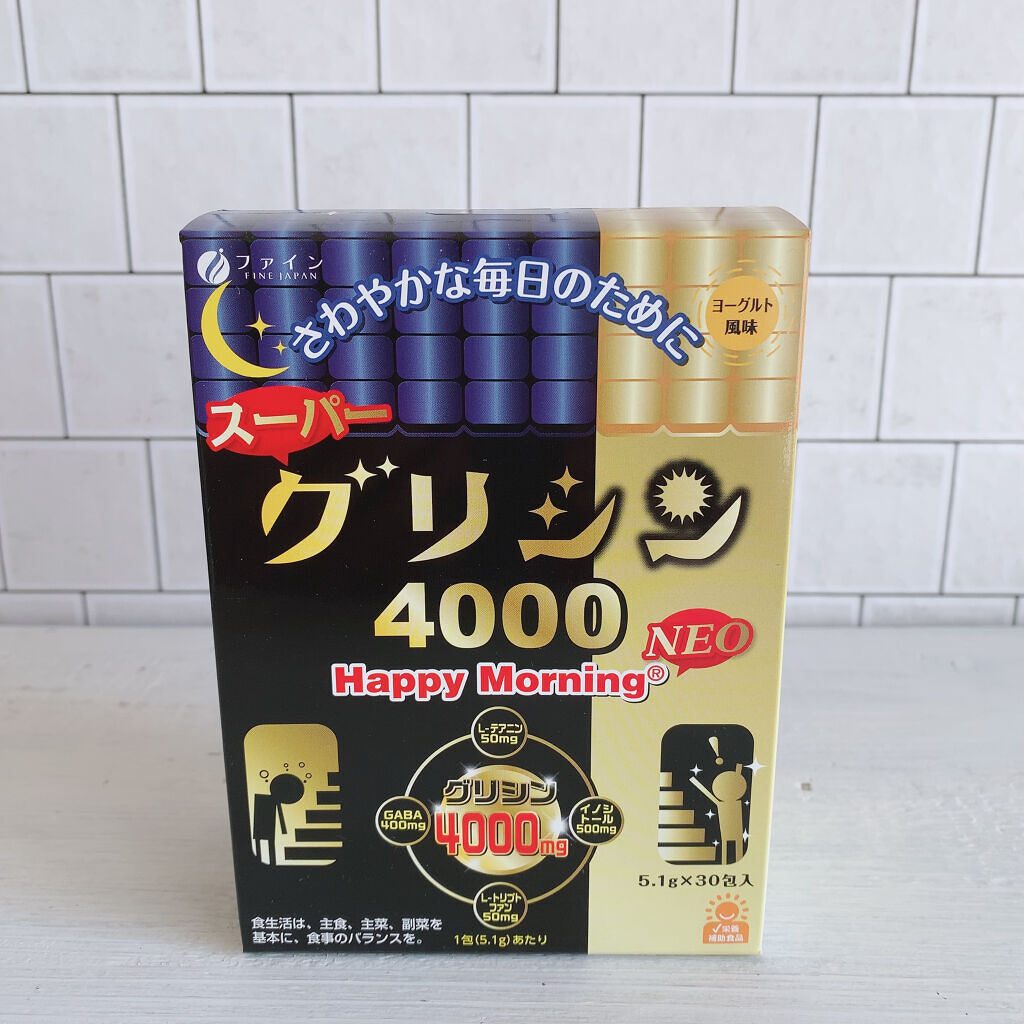 ファイン
FINE JAPAN
さわやかな毎日のために
ヨーグルト
風味
スーパー
グリシン
4000
NEO
Happy Morning®
L-テアニン
50mg
グリシン
4000mg
GABA
400mg
イノシ
トール
500mg
L-トリプト
ファン
50mg
5.1g×30包入
食生活は、主食、主菜、副菜を
基本に、食事のバランスを。
1包(5.1g)あたり
✓栄養
補助食品